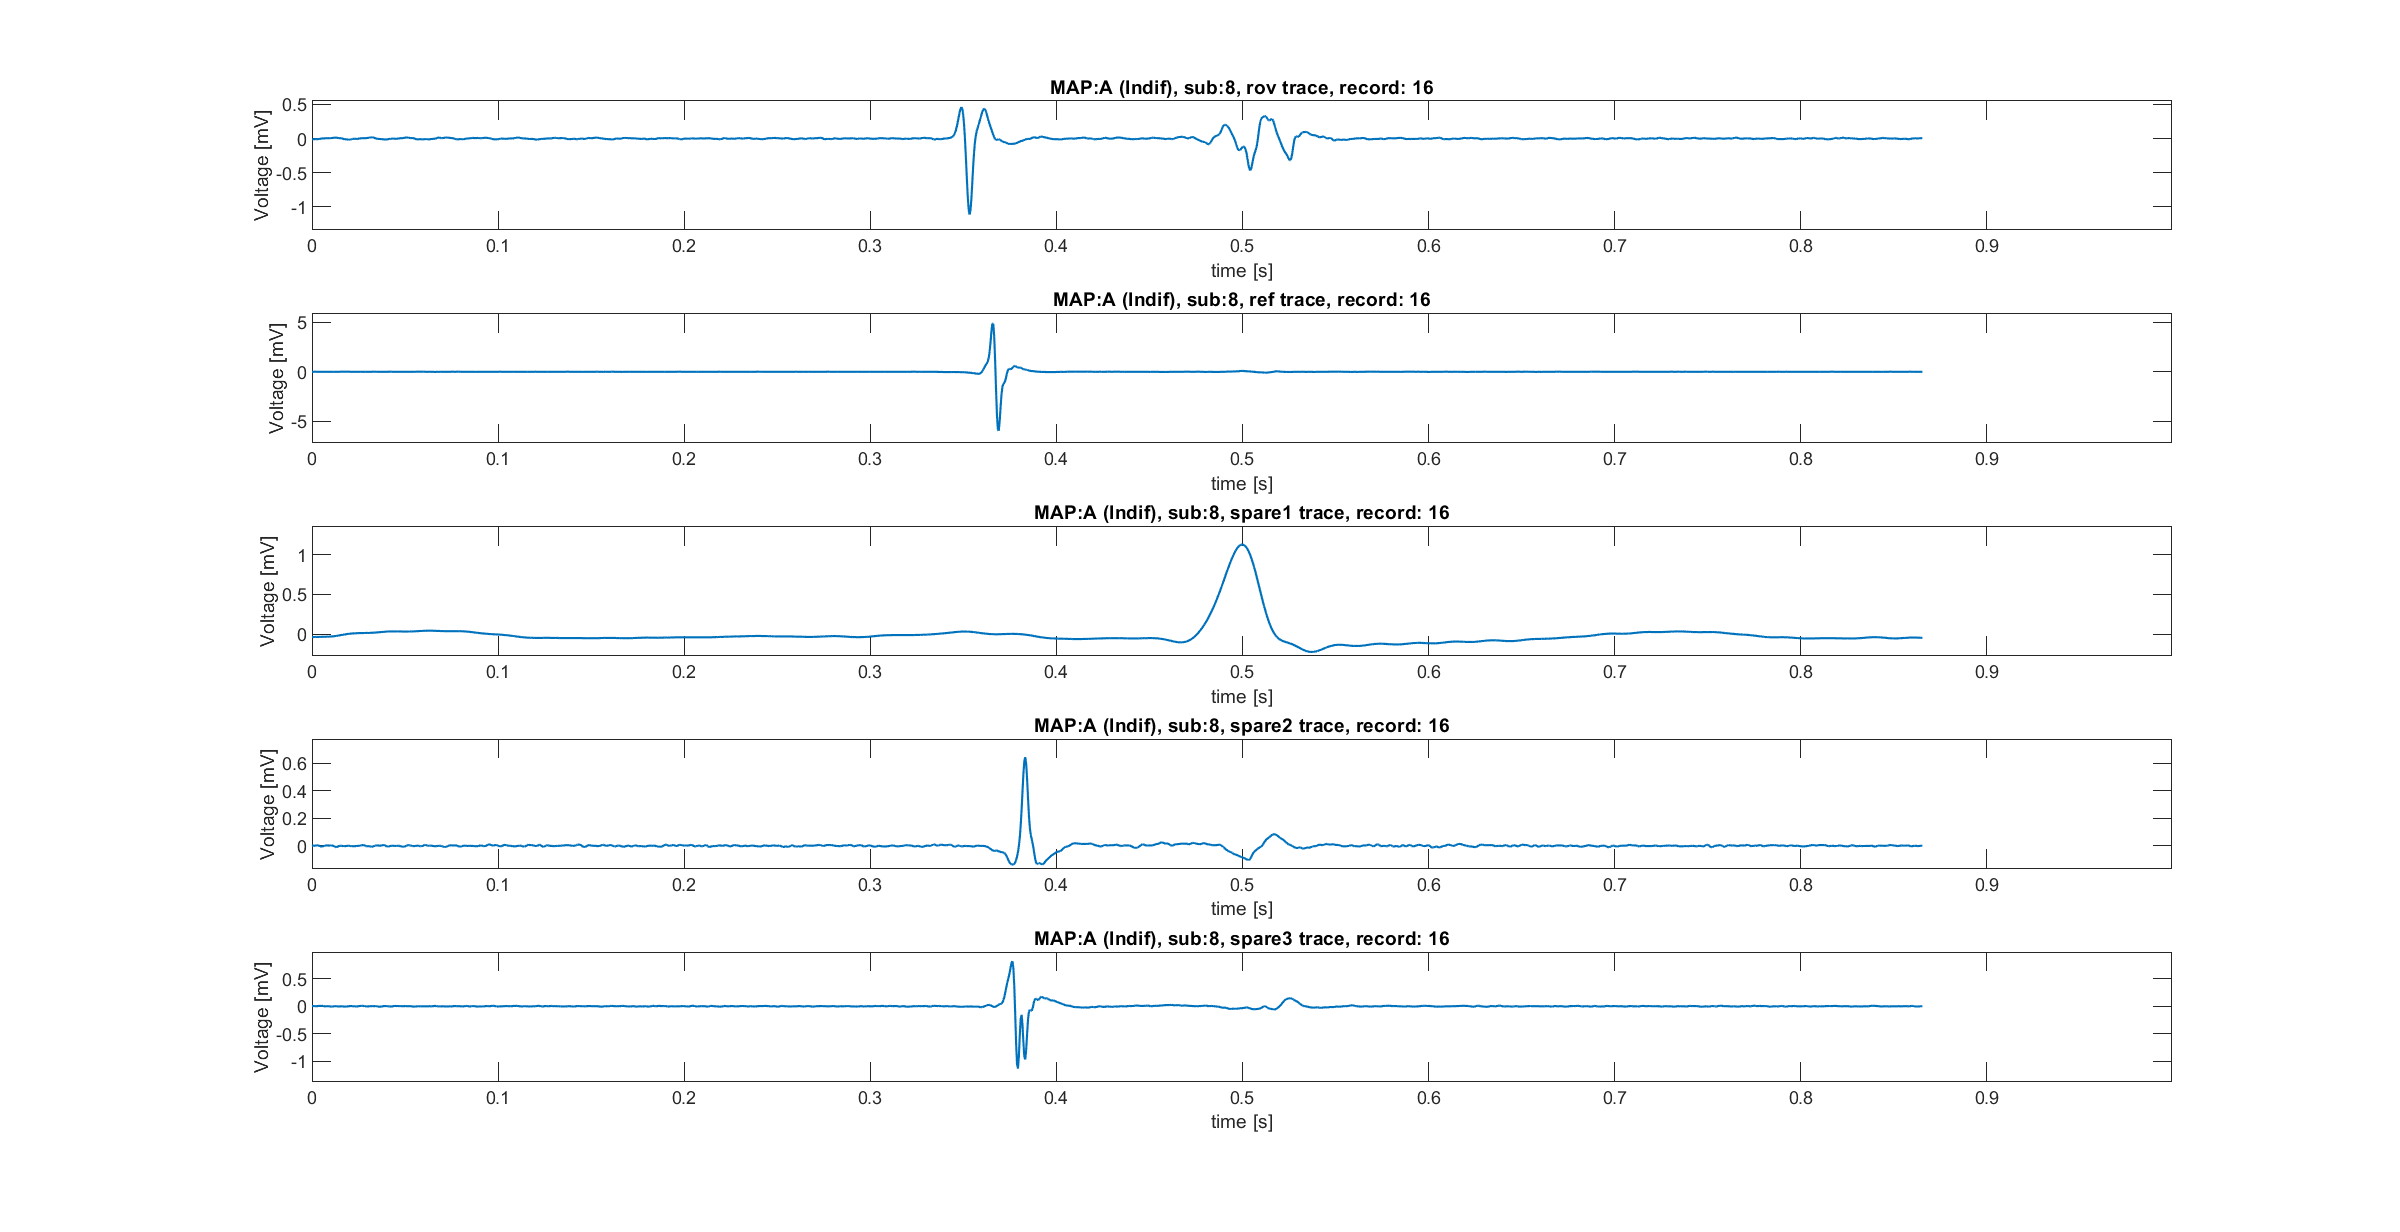 MAP:A (Indif), sub:8, rov trace, record: 16
Voltage [mV]
0.5
0
-0.5
-1
0 0.1 0.2 0.3 0.4 0.5 0.6 0.7 0.8 0.9
time [s]
MAP:A (Indif), sub:8, ref trace, record: 16
Voltage [mV]
5
0
-5
0 0.1 0.2 0.3 0.4 0.5 0.6 0.7 0.8 0.9
time [s]
MAP:A (Indif), sub:8, spare1 trace, record: 16
Voltage [mV]
1
0.5
0
0 0.1 0.2 0.3 0.4 0.5 0.6 0.7 0.8 0.9
time [s]
MAP:A (Indif), sub:8, spare2 trace, record: 16
Voltage [mV]
0.6
0.4
0.2
0
0 0.1 0.2 0.3 0.4 0.5 0.6 0.7 0.8 0.9
time [s]
MAP:A (Indif), sub:8, spare3 trace, record: 16
Voltage [mV]
0.5
0
-0.5
-1
0 0.1 0.2 0.3 0.4 0.5 0.6 0.7 0.8 0.9
time [s]